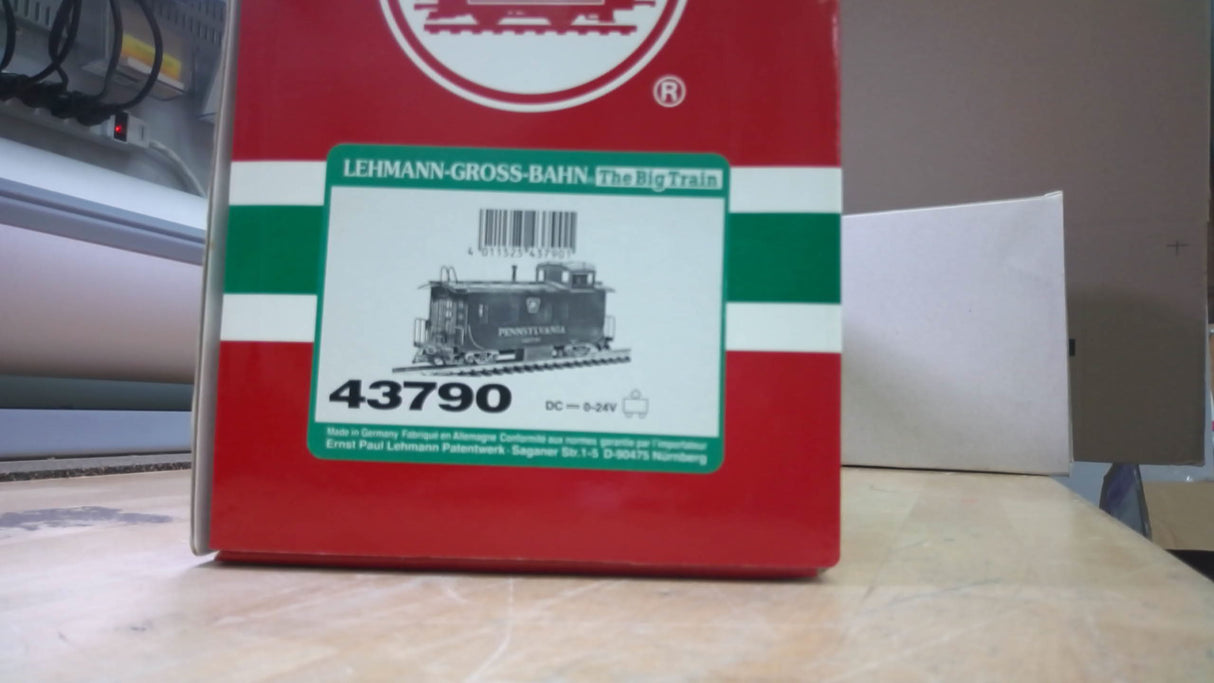 ®
LEHMANN-GROSS-BAHN The Big Train
4 011525 437901
PENNSYLVANIA
43790
DC 0-24V
Made in Germany Fabriqué en Allemagne Conformité aux normes garantie par l'importateur
Ernst Paul Lehmann Patentwerk · Saganer Str. 1-5 D-90475 Nürnberg